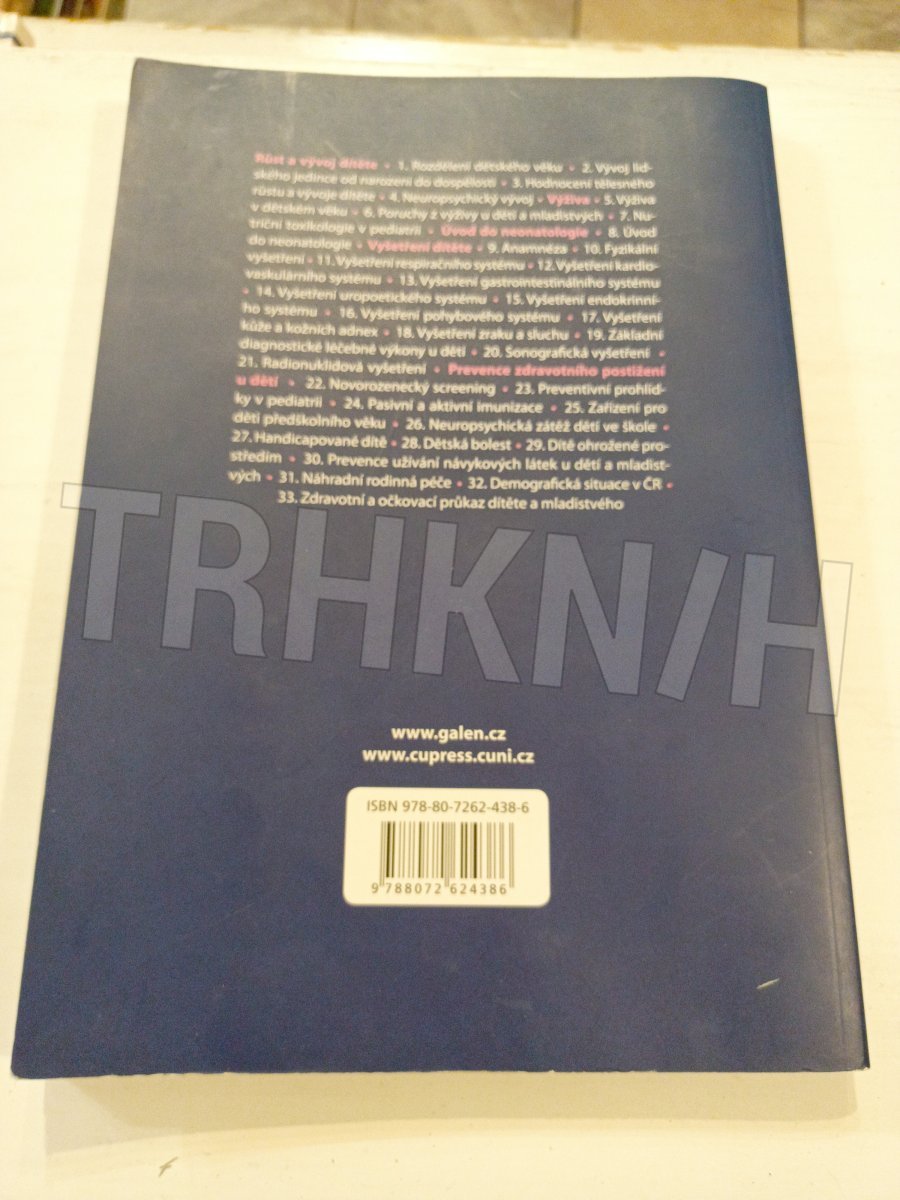 Růst a vývoj dítěte • 1. Rozdělení dětského věku • 2. Vývoj lid-
ského jedince od narození do dospělosti • 3. Hodnocení tělesného
růstu a vývoje dítěte • 4. Neuropsychický vývoj • Výživa • 5. Výživa
v dětském věku • 6. Poruchy z výživy u dětí a mladistvých • 7. Nu-
triční toxikologie v pediatrii • Úvod do neonatologie • 8. Úvod
do neonatologie • Vyšetření dítěte • 9. Anamnéza • 10. Fyzikální
vyšetření • 11. Vyšetření respiračního systému • 12. Vyšetření kardio-
vaskulárního systému • 13. Vyšetření gastrointestinálního systému
• 14. Vyšetření uropoetického systému • 15. Vyšetření endokrinní-
ho systému • 16. Vyšetření pohybového systému • 17. Vyšetření
kůže a kožních adnex • 18. Vyšetření zraku a sluchu • 19. Základní
diagnostické léčebné výkony u dětí • 20. Sonografická vyšetření •
21. Radionuklidová vyšetření • Prevence zdravotního postižení
u dětí • 22. Novorozenecký screening • 23. Preventivní prohlíd-
ky v pediatrii • 24. Pasivní a aktivní imunizace • 25. Zařízení pro
děti předškolního věku • 26. Neuropsychická zátěž dětí ve škole •
27. Handicapované dítě • 28. Dětská bolest • 29. Dítě ohrožené pro-
středím • 30. Prevence užívání návykových látek u dětí a mladist-
vých • 31. Náhradní rodinná péče • 32. Demografická situace v ČR •
33. Zdravotní a očkovací průkaz dítěte a mladistvého
TRHKN/H
www.galen.cz
www.cupress.cuni.cz
ISBN 978-80-7262-438-6
9 788072 624386